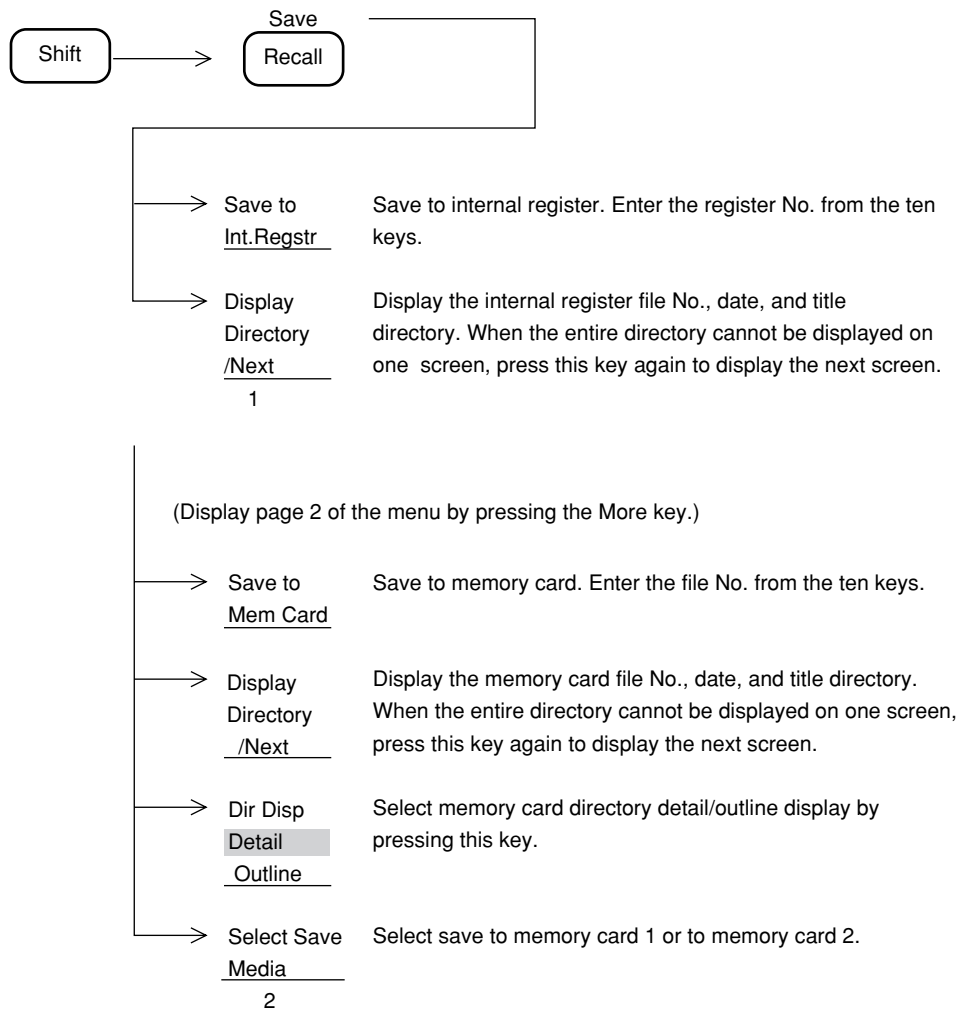 Save
Shift
Recall
Save to
Int.Regstr
Save to internal register. Enter the register No. from the ten
keys.
Display
Directory
/Next
1
Display the internal register file No., date, and title
directory. When the entire directory cannot be displayed on
one screen, press this key again to display the next screen.
(Display page 2 of the menu by pressing the More key.)
Save to
Mem Card
Save to memory card. Enter the file No. from the ten keys.
Display
Directory
/Next
Display the memory card file No., date, and title directory.
When the entire directory cannot be displayed on one screen,
press this key again to display the next screen.
Dir Disp
Detail
Outline
Select memory card directory detail/outline display by
pressing this key.
Select Save
Media
2
Select save to memory card 1 or to memory card 2.